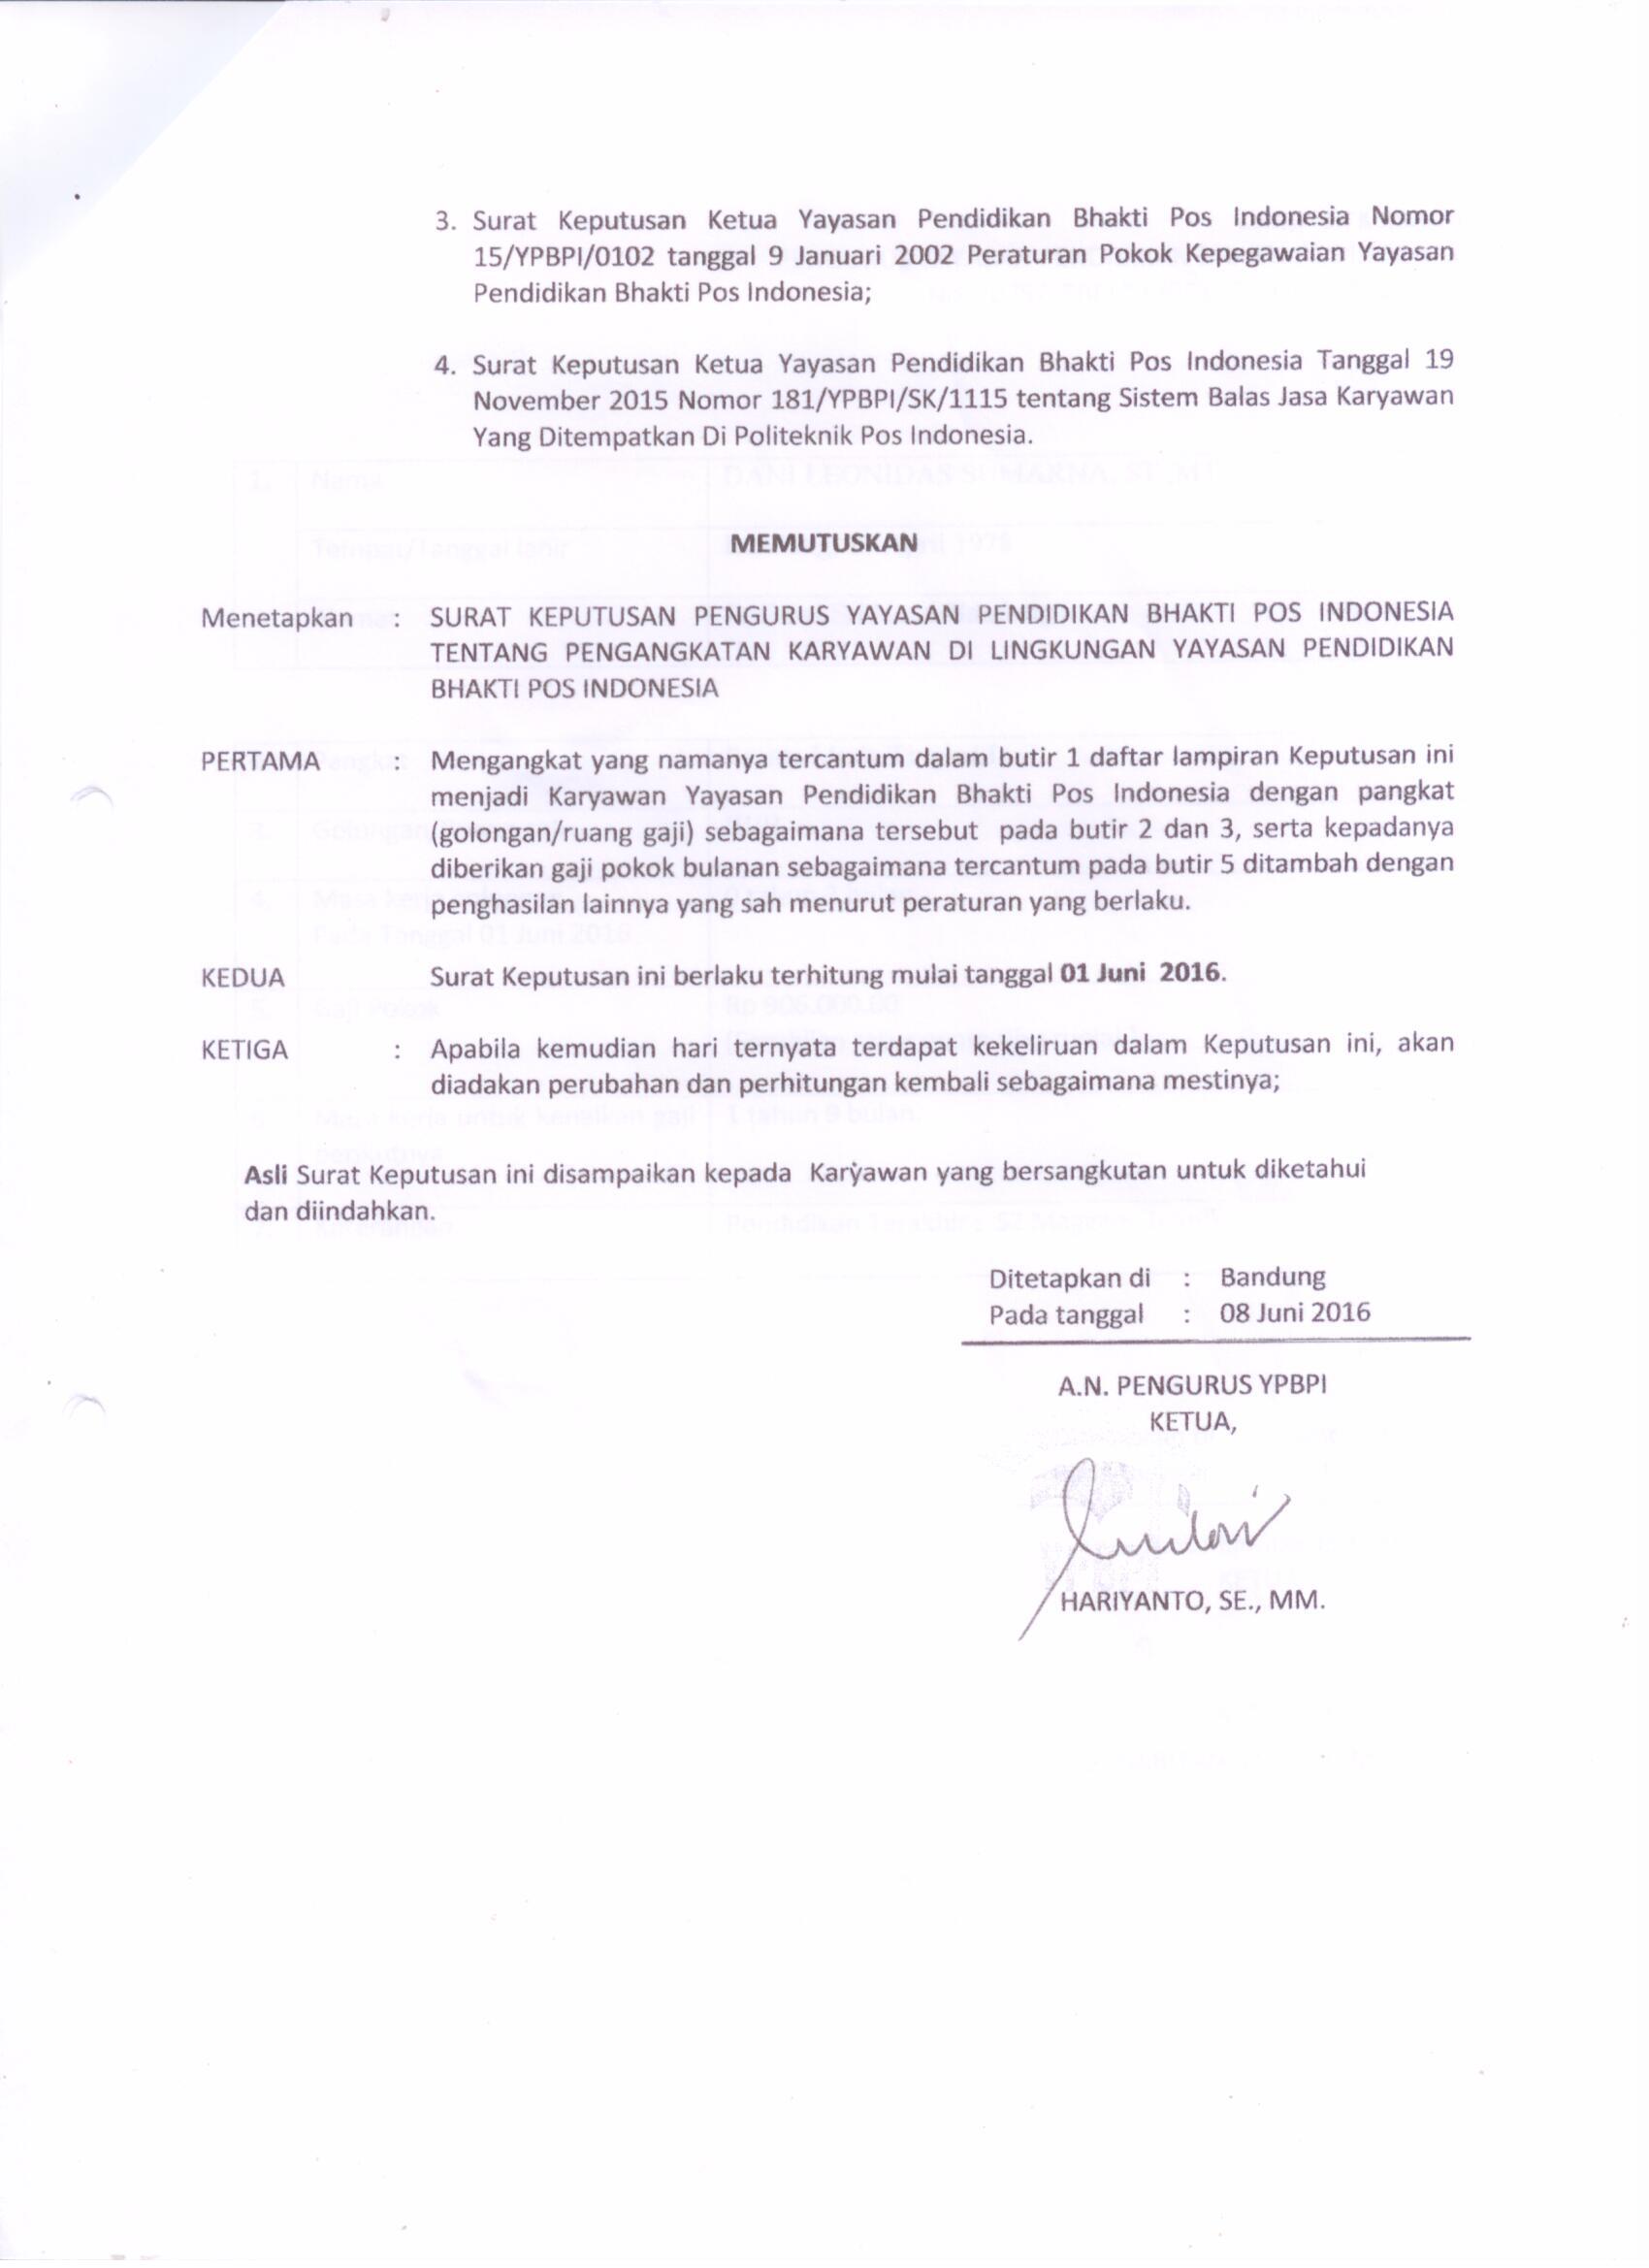 3. Surat Keputusan Ketua Yayasan Pendidikan Bhakti Pos Indonesia Nomor
15/YPBPI/0102 tanggal 9 Januari 2002 Peraturan Pokok Kepegawaian Yayasan
Pendidikan Bhakti Pos Indonesia;
4. Surat Keputusan Ketua Yayasan Pendidikan Bhakti Pos Indonesia Tanggal 19
November 2015 Nomor 181/YPBPI/SK/1115 tentang Sistem Balas Jasa Karyawan
Yang Ditempatkan Di Politeknik Pos Indonesia.
MEMUTUSKAN
Menetapkan : SURAT KEPUTUSAN PENGURUS YAYASAN PENDIDIKAN BHAKTI POS INDONESIA
TENTANG PENGANGKATAN KARYAWAN DI LINGKUNGAN YAYASAN PENDIDIKAN
BHAKTI POS INDONESIA
PERTAMA : Mengangkat yang namanya tercantum dalam butir 1 daftar lampiran Keputusan ini
menjadi Karyawan Yayasan Pendidikan Bhakti Pos Indonesia dengan pangkat
(golongan/ruang gaji) sebagaimana tersebut pada butir 2 dan 3, serta kepadanya
diberikan gaji pokok bulanan sebagaimana tercantum pada butir 5 ditambah dengan
penghasilan lainnya yang sah menurut peraturan yang berlaku.
KEDUA Surat Keputusan ini berlaku terhitung mulai tanggal 01 Juni 2016.
KETIGA : Apabila kemudian hari ternyata terdapat kekeliruan dalam Keputusan ini, akan
diadakan perubahan dan perhitungan kembali sebagaimana mestinya;
Asli Surat Keputusan ini disampaikan kepada Karyawan yang bersangkutan untuk diketahui
dan diindahkan.
Ditetapkan di : Bandung
Pada tanggal : 08 Juni 2016
A.N. PENGURUS YPBPI
KETUA,
HARIYANTO, SE., MM.